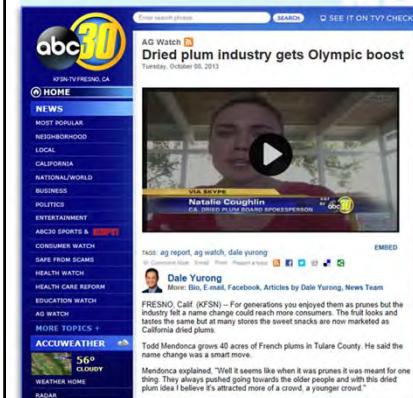 Enter search phrase.
SEARCH
SEE IT ON TV? CHECK
abc 30
KFSN-TV FRESNO, CA
HOME
NEWS
MOST POPULAR
NEIGHBORHOOD
LOCAL
CALIFORNIA
NATIONAL/WORLD
BUSINESS
POLITICS
ENTERTAINMENT
ABC30 SPORTS &
CONSUMER WATCH
SAFE FROM SCAMS
HEALTH WATCH
HEALTH CARE REFORM
EDUCATION WATCH
AG WATCH
MORE TOPICS +
ACCUWEATHER
56°
CLOUDY
WEATHER HOME
RADAR
AG Watch
Dried plum industry gets Olympic boost
Tuesday, October 08, 2013
VIA SKYPE
Natalie Coughlin
CA. DRIED PLUM BOARD SPOKESPERSON
abc 30
EMBED
TAGS: ag report, ag watch, dale yurong
Comment Now Email Print Report a typo
Dale Yurong
More: Bio, E-mail, Facebook, Articles by Dale Yurong, News Team
FRESNO, Calif. (KFSN) -- For generations you enjoyed them as prunes but the
industry felt a name change could reach more consumers. The fruit looks and
tastes the same but at many stores the sweet snacks are now marketed as
California dried plums.
Todd Mendonca grows 40 acres of French plums in Tulare County. He said the
name change was a smart move.
Mendonca explained, "Well it seems like when it was prunes it was meant for one
thing. They always pushed going towards the older people and with this dried
plum idea I believe it's attracted more of a crowd, a younger crowd."